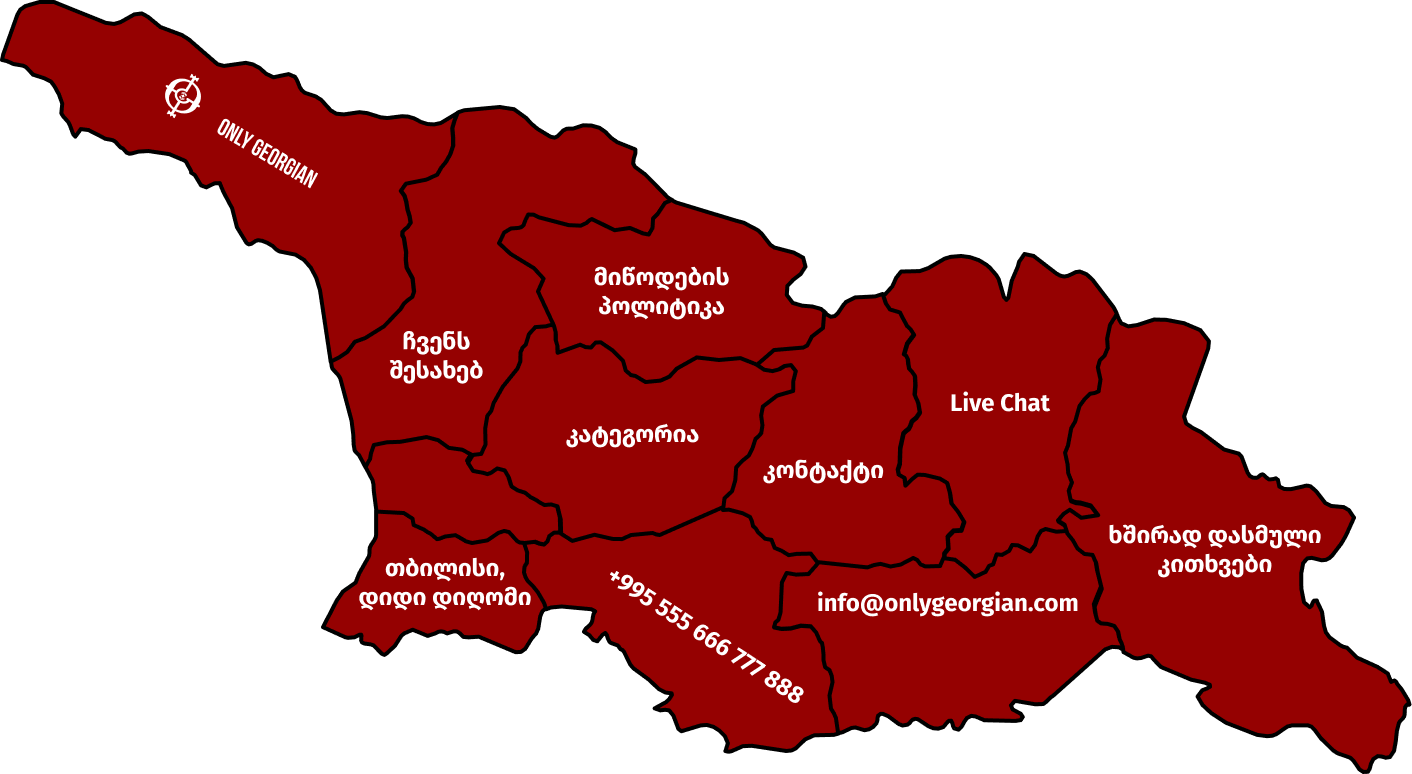 ONLY GEORGIAN
მიწოდების
პოლიტიკა
ჩვენს
შესახებ
Live Chat
კატეგორია
კონტაქტი
ხშირად დასმული
კითხვები
თბილისი,
დიდი დიღომი
+995 555 666 777 888
info@onlygeorgian.com